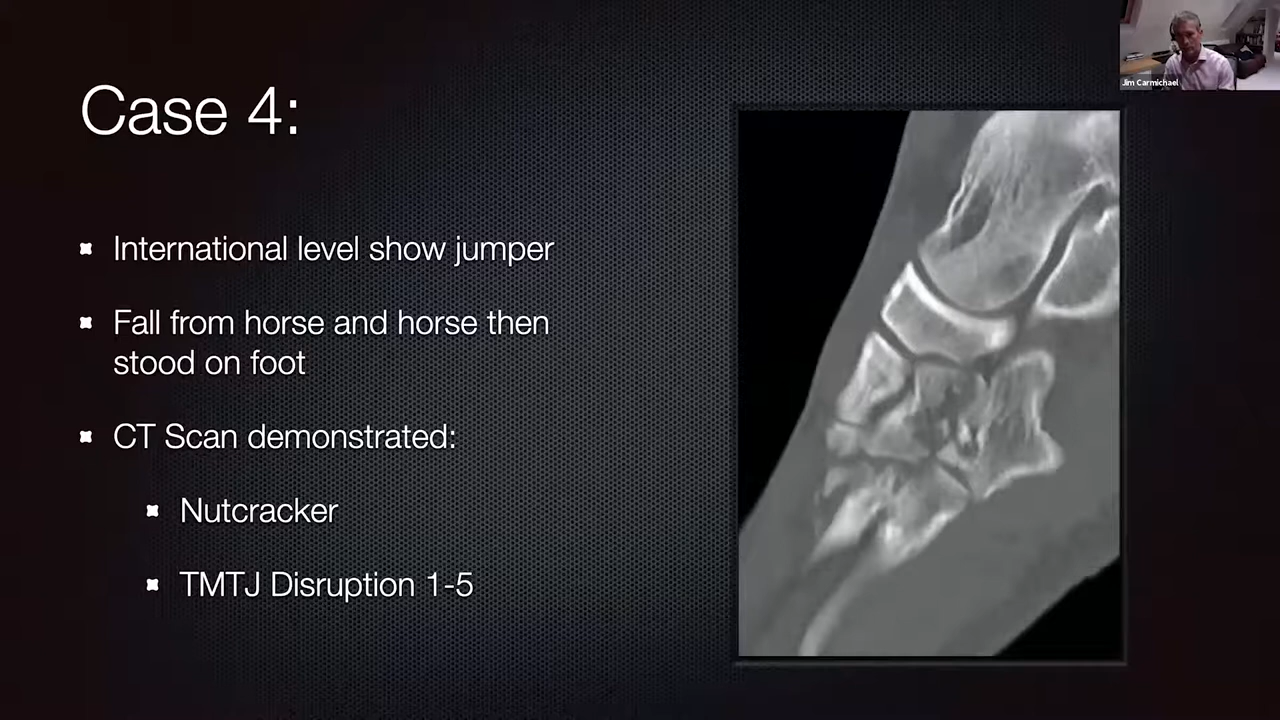 Jim Carmichael
Case 4:
International level show jumper
Fall from horse and horse then
stood on foot
CT Scan demonstrated:
Nutcracker
TMTJ Disruption 1-5